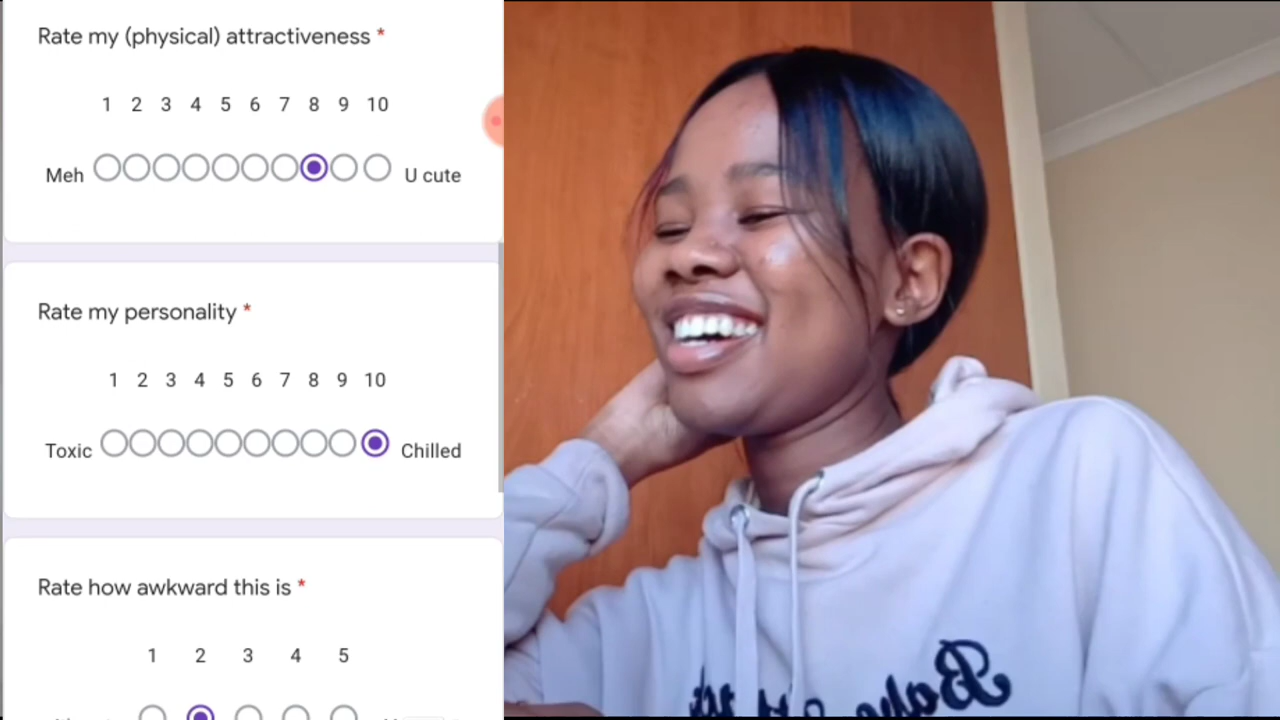 Rate my (physical) attractiveness *
1 2 3 4 5 6 7 8 9 10
Meh U cute
Rate my personality *
1 2 3 4 5 6 7 8 9 10
Toxic Chilled
Rate how awkward this is *
1 2 3 4 5